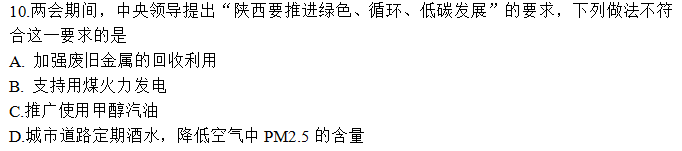 10.两会期间，中央领导提出“陕西要推进绿色、循环、低碳发展”的要求，下列做法不符
合这一要求的是
A. 加强废旧金属的回收利用
B. 支持用煤火力发电
C.推广使用甲醇汽油
D.城市道路定期酒水，降低空气中 PM2.5 的含量